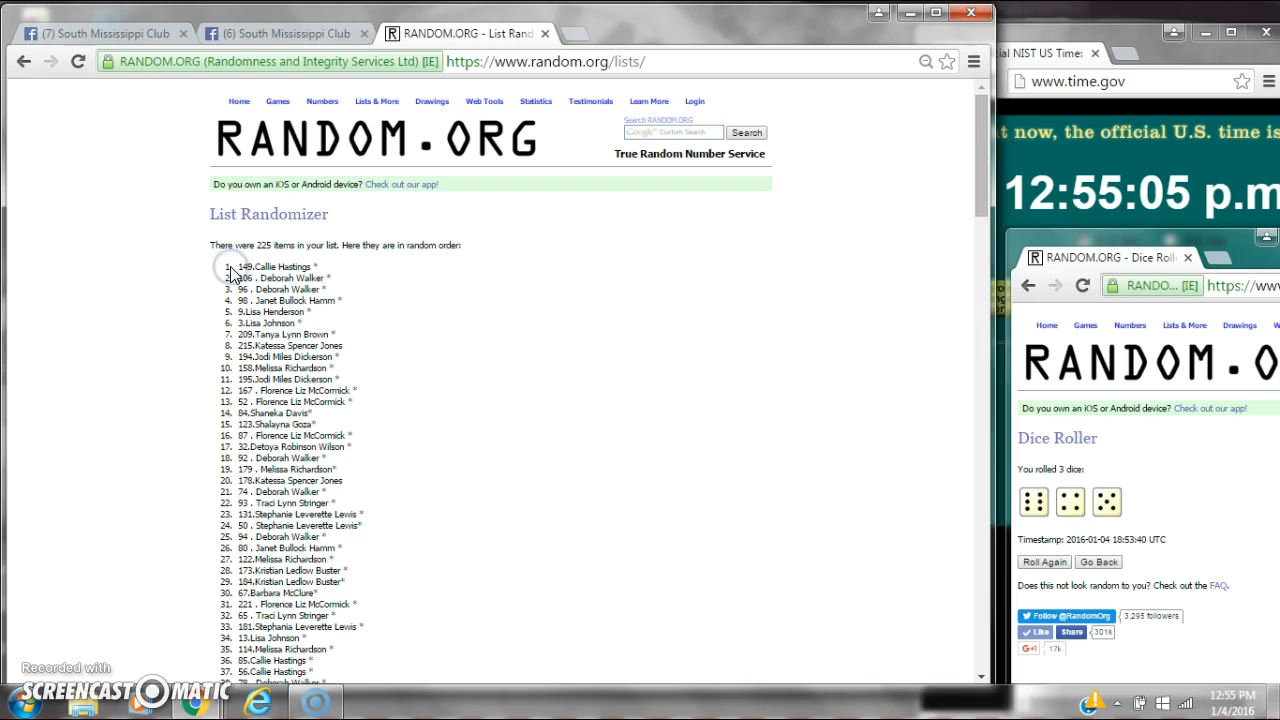 (7) South Mississippi Club
(6) South Mississippi Club
RANDOM.ORG - List Rand
RANDOM.ORG (Randomness and Integrity Services Ltd) [IE]
https://www.random.org/lists/
Home Games Numbers Lists & More Drawings Web Tools Statistics Testimonials Learn More Login
RANDOM.ORG
Search RANDOM.ORG
Google Custom Search
Search
True Random Number Service
Do you own an iOS or Android device? Check out our app!
List Randomizer
There were 225 items in your list. Here they are in random order:
1. 149.Callie Hastings *
2. 106 . Deborah Walker *
3. 96 . Deborah Walker *
4. 98 . Janet Bullock Hamm *
5. 9.Lisa Henderson *
6. 3.Lisa Johnson *
7. 209.Tanya Lynn Brown *
8. 215.Katessa Spencer Jones
9. 194.Jodi Miles Dickerson *
10. 158.Melissa Richardson *
11. 195.Jodi Miles Dickerson *
12. 167 . Florence Liz McCormick *
13. 52 . Florence Liz McCormick *
14. 84.Shaneka Davis*
15. 123.Shalayna Goza*
16. 87 . Florence Liz McCormick *
17. 32.Detoya Robinson Wilson *
18. 92 . Deborah Walker *
19. 179 . Melissa Richardson*
20. 178.Katessa Spencer Jones
21. 74 . Deborah Walker *
22. 93 . Traci Lynn Stringer *
23. 131.Stephanie Leverette Lewis *
24. 50 . Stephanie Leverette Lewis*
25. 94 . Deborah Walker *
26. 80 . Janet Bullock Hamm *
27. 122.Melissa Richardson *
28. 173.Kristian Ledlow Buster *
29. 184.Kristian Ledlow Buster*
30. 67.Barbara McClure*
31. 221 . Florence Liz McCormick *
32. 65 . Traci Lynn Stringer *
33. 181.Stephania Leverette Lewis *
34. 13.Lisa Johnson *
35. 114.Melissa Richardson *
36. 85.Callie Hastings *
37. 56.Callie Hastings *
Recorded with
SCREENCAST MATIC
ial NIST US Time:
www.time.gov
t now, the official U.S. time is
12:55:05 p.m
RANDOM.ORG - Dice Roll
RANDO... [IE]
https://www
Home Games Numbers Lists & More Drawings
RANDOM.O
Do you own an iOS or Android device? Check out our app!
Dice Roller
You rolled 3 dice:
Timestamp: 2016-01-04 18:53:40 UTC
Roll Again Go Back
Does this not look random to you? Check out the FAQ.
Follow @RandomOrg 3,295 followers
Like Share 301k
G+1 17k
12:55 PM
1/4/2016